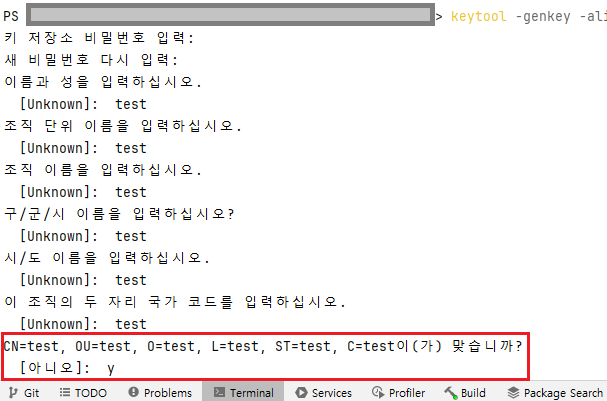 PS > keytool -genkey -ali
키 저장소 비밀번호 입력:
새 비밀번호 다시 입력:
이름과 성을 입력하십시오.
[Unknown]: test
조직 단위 이름을 입력하십시오.
[Unknown]: test
조직 이름을 입력하십시오.
[Unknown]: test
구/군/시 이름을 입력하십시오?
[Unknown]: test
시/도 이름을 입력하십시오.
[Unknown]: test
이 조직의 두 자리 국가 코드를 입력하십시오.
[Unknown]: test
CN=test, OU=test, O=test, L=test, ST=test, C=test이(가) 맞습니까?
[아니오]: y
Git TODO Problems Terminal Services Profiler Build Package Search